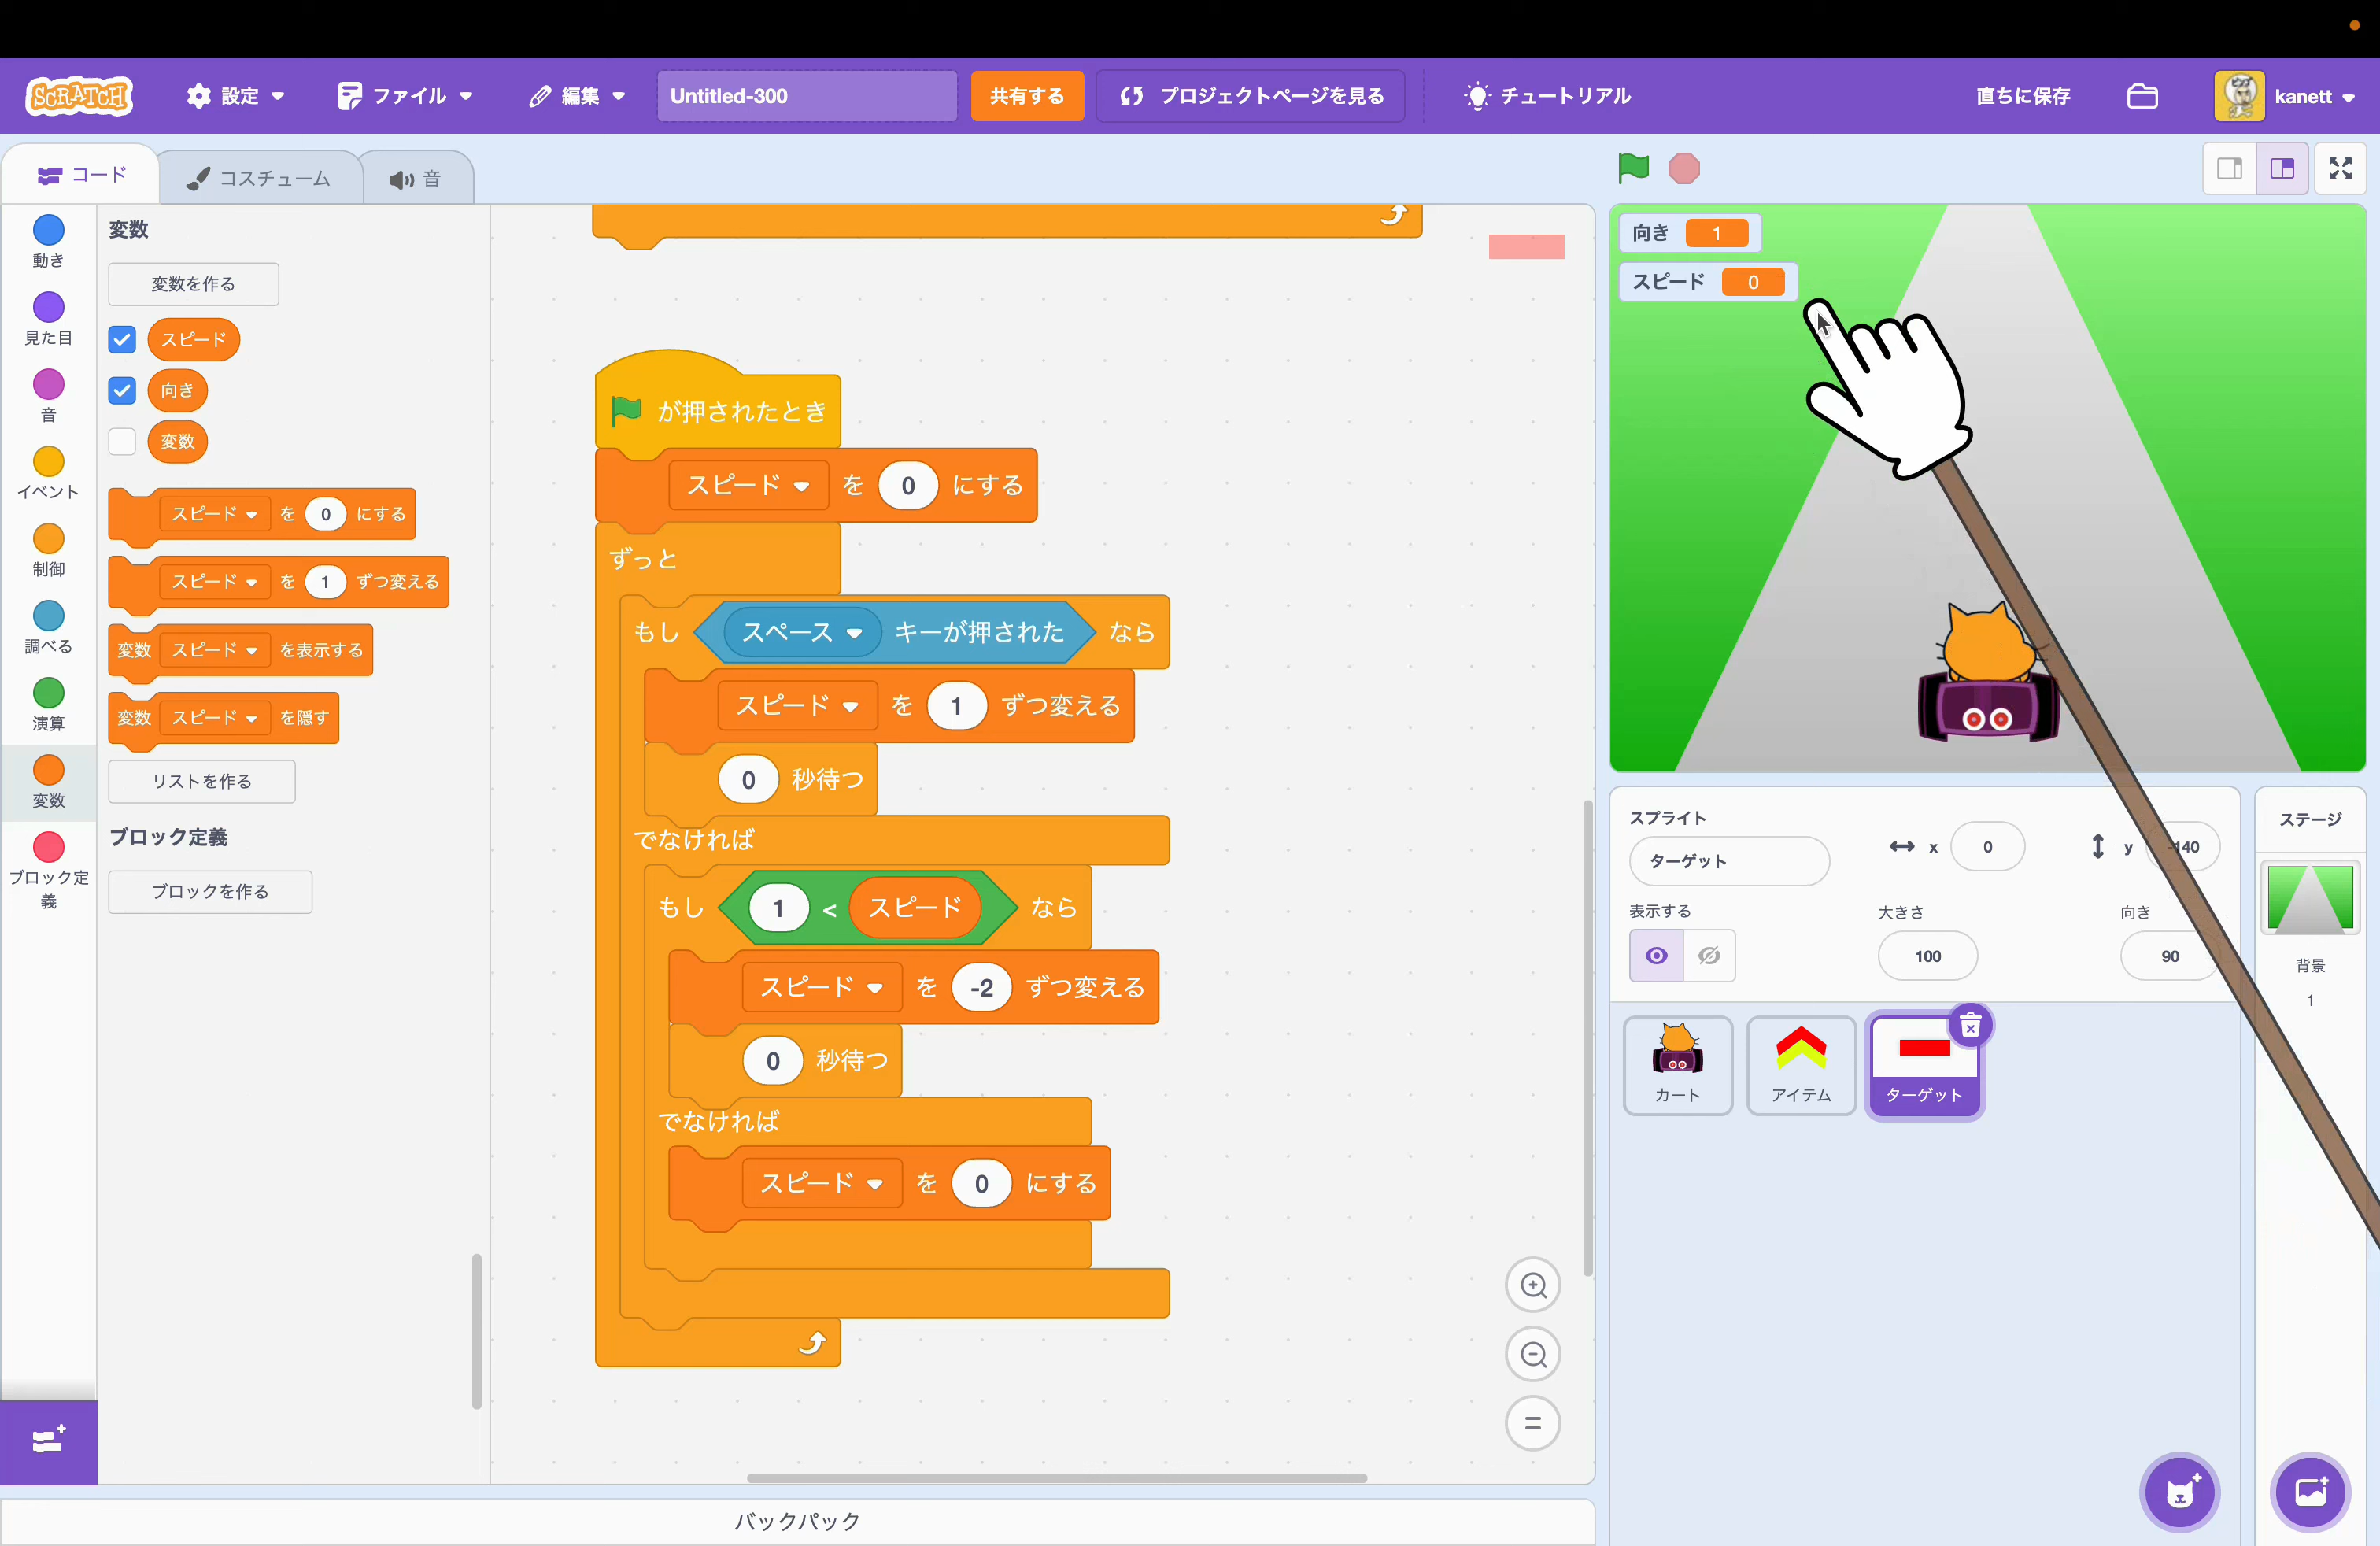 SCRATCH
設定
ファイル
編集
Untitled-300
共有する
プロジェクトページを見る
チュートリアル
直ちに保存
kanett
コード
コスチューム
音
動き
見た目
音
イベント
制御
調べる
演算
変数
ブロック定
義
変数
変数を作る
スピード
向き
変数
スピード を 0 にする
スピード を 1 ずつ変える
変数 スピード を表示する
変数 スピード を隠す
リストを作る
ブロック定義
ブロックを作る
が押されたとき
スピード を 0 にする
ずっと
もし スペース キーが押された なら
スピード を 1 ずつ変える
0 秒待つ
でなければ
もし 1 < スピード なら
スピード を -2 ずつ変える
0 秒待つ
でなければ
スピード を 0 にする
バックパック
向き 1
スピード 0
スプライト
ターゲット
x 0
y -140
表示する
大きさ 100
向き 90
カート
アイテム
ターゲット
ステージ
背景
1